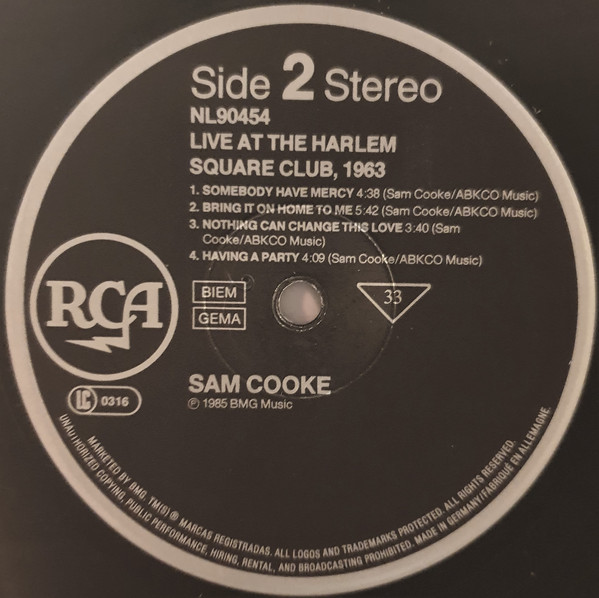 Side 2 Stereo
NL90454
LIVE AT THE HARLEM
SQUARE CLUB, 1963
1. SOMEBODY HAVE MERCY 4:38 (Sam Cooke/ABKCO Music)
2. BRING IT ON HOME TO ME 5:42 (Sam Cooke/ABKCO Music)
3. NOTHING CAN CHANGE THIS LOVE 3:40 (Sam
Cooke/ABKCO Music)
4. HAVING A PARTY 4:09 (Sam Cooke/ABKCO Music)
RCA
BIEM
GEMA
33
LC 0316
SAM COOKE
℗ 1985 BMG Music
MARKETED BY BMG. TM(S) ® MARCAS REGISTRADAS. ALL LOGOS AND TRADEMARKS PROTECTED. ALL RIGHTS RESERVED.
UNAUTHORIZED COPYING, PUBLIC PERFORMANCE, HIRING, RENTAL, AND BROADCASTING PROHIBITED. MADE IN GERMANY/FABRIQUÉ EN ALLEMAGNE.